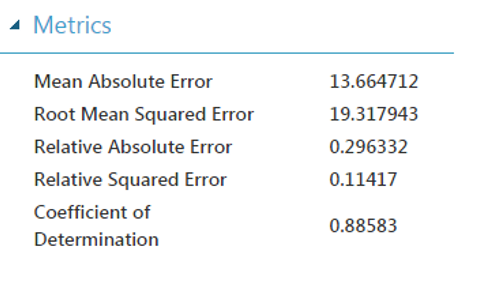 Metrics
Mean Absolute Error 13.664712
Root Mean Squared Error 19.317943
Relative Absolute Error 0.296332
Relative Squared Error 0.11417
Coefficient of
Determination 0.88583